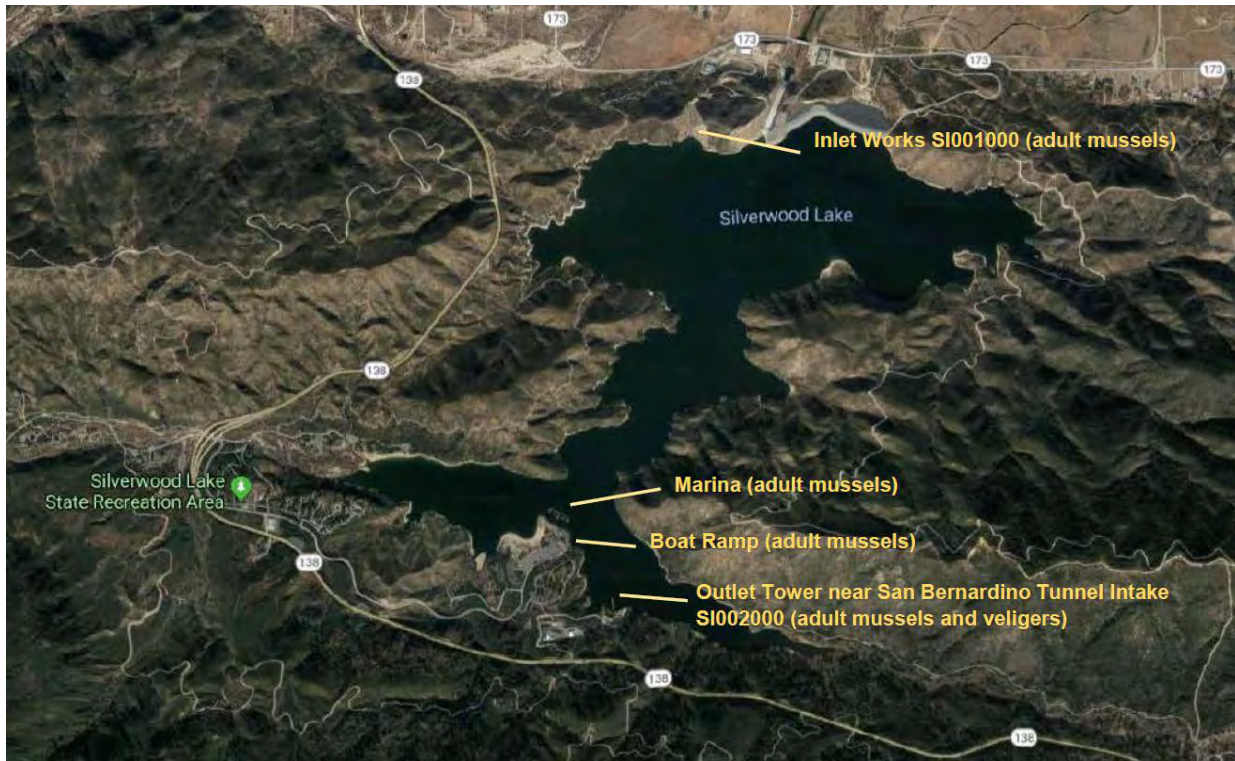 173
138
173
173
173
Inlet Works SI001000 (adult mussels)
Silverwood Lake
138
Silverwood Lake
State Recreation Area
Marina (adult mussels)
Boat Ramp (adult mussels)
138
Outlet Tower near San Bernardino Tunnel Intake
SI002000 (adult mussels and veligers)
138
138